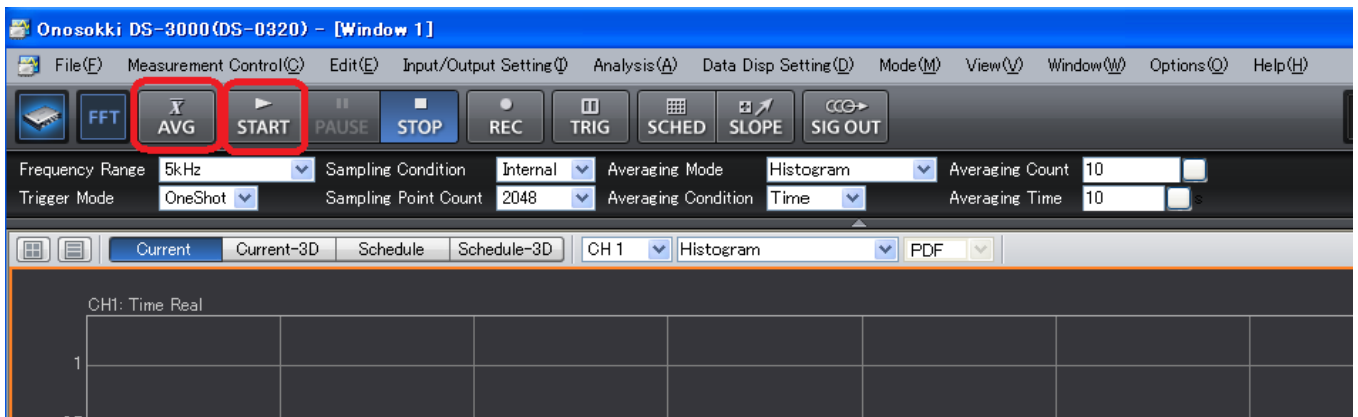 Onosokki DS-3000(DS-0320) - [Window 1]
File(F) Measurement Control(C) Edit(E) Input/Output Setting(I) Analysis(A) Data Disp Setting(D) Mode(M) View(V) Window(W) Options(O) Help(H)
FFT X AVG START PAUSE STOP REC TRIG SCHED SLOPE SIG OUT
Frequency Range 5kHz Sampling Condition Internal Averaging Mode Histogram Averaging Count 10
Trigger Mode OneShot Sampling Point Count 2048 Averaging Condition Time Averaging Time 10 s
Current Current-3D Schedule Schedule-3D CH 1 Histogram PDF
CH1: Time Real
1